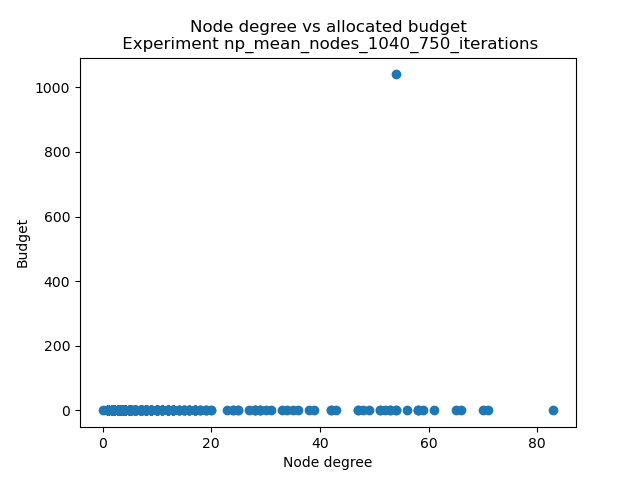 Node degree vs allocated budget
Experiment np_mean_nodes_1040_750_iterations
1000
800
600
400
200
0
Budget
0 20 40 60 80
Node degree